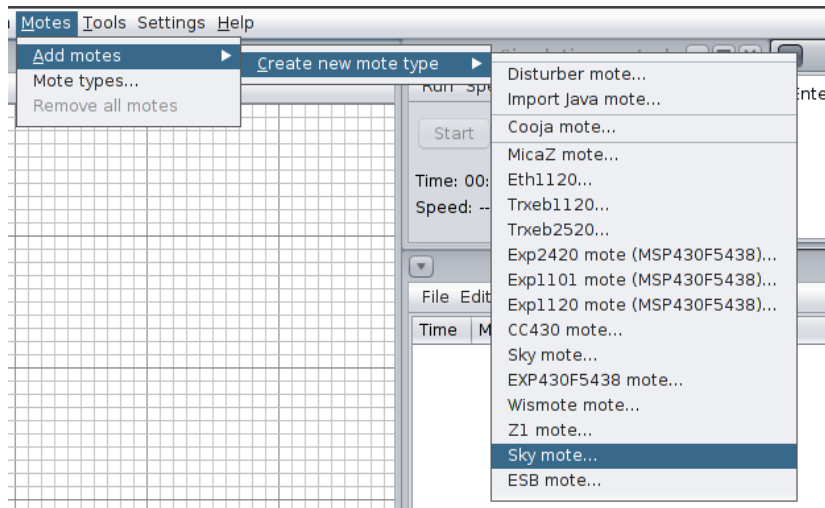 Motes Tools Settings Help
Add motes
Mote types...
Remove all motes
Create new mote type
Disturber mote...
Import Java mote...
Cooja mote...
MicaZ mote...
Eth1120...
Trxeb1120...
Trxeb2520...
Exp2420 mote (MSP430F5438)...
Exp1101 mote (MSP430F5438)...
Exp1120 mote (MSP430F5438)...
CC430 mote...
Sky mote...
EXP430F5438 mote...
Wismote mote...
Z1 mote...
Sky mote...
ESB mote...
Run Spe
Start
Time: 00:
Speed: --
File Edit
Time M
Ente